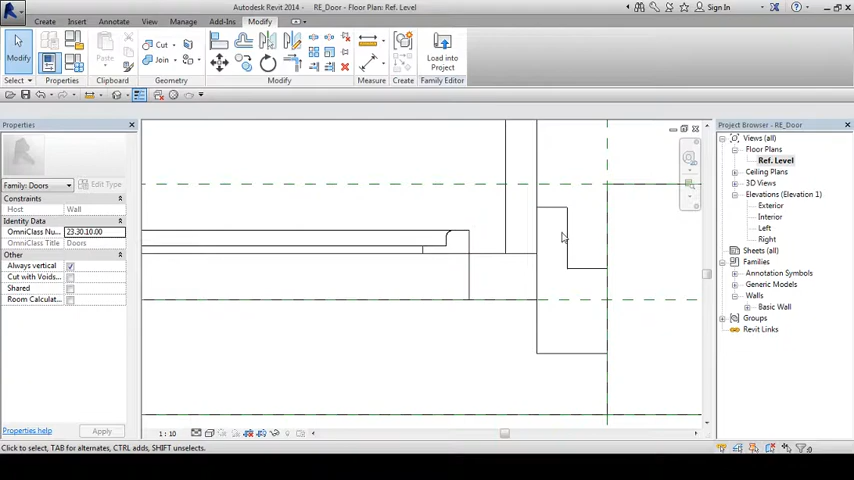 Autodesk Revit 2014 - RE_Door - Floor Plan: Ref. Level
Sign In
Create Insert Annotate View Manage Add-Ins Modify
Modify
Cut
Join
Load into
Project
Select Properties Clipboard Geometry Modify Measure Create Family Editor
Properties
Family: Doors
Edit Type
Constraints
Host Wall
Identity Data
OmniClass Nu... 23.30.10.00
OmniClass Title Doors
Other
Always vertical
Cut with Voids...
Shared
Room Calculat...
Properties help
Apply
Project Browser - RE_Door
Views (all)
Floor Plans
Ref. Level
Ceiling Plans
3D Views
Elevations (Elevation 1)
Exterior
Interior
Left
Right
Sheets (all)
Families
Annotation Symbols
Generic Models
Walls
Basic Wall
Groups
Revit Links
1 : 10
Click to select, TAB for alternates, CTRL adds, SHIFT unselects.
:0